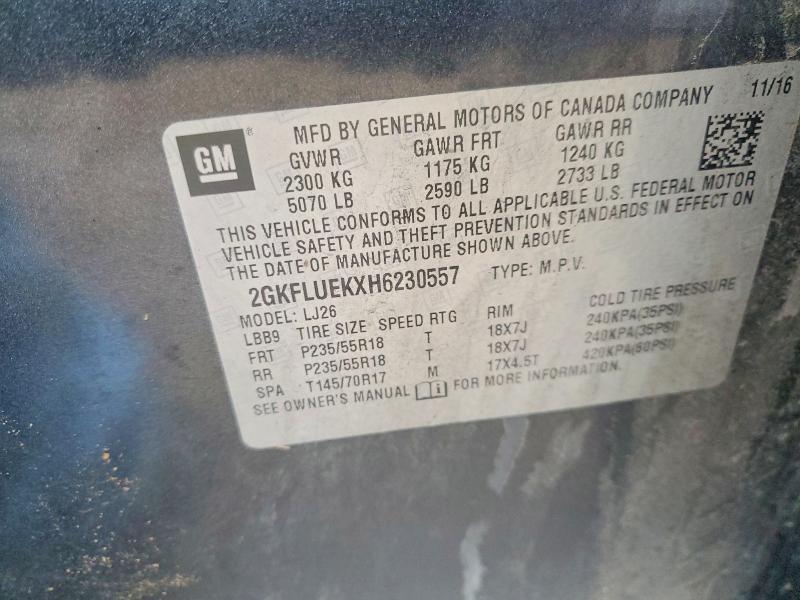 GM
®
MFD BY GENERAL MOTORS OF CANADA COMPANY 11/16
GVWR GAWR FRT GAWR RR
2300 KG 1175 KG 1240 KG
5070 LB 2590 LB 2733 LB
THIS VEHICLE CONFORMS TO ALL APPLICABLE U.S. FEDERAL MOTOR
VEHICLE SAFETY AND THEFT PREVENTION STANDARDS IN EFFECT ON
THE DATE OF MANUFACTURE SHOWN ABOVE.
2GKFLUEKXH6230557 TYPE: M.P.V.
MODEL: LJ26
LBB9 TIRE SIZE SPEED RTG RIM COLD TIRE PRESSURE
FRT P235/55R18 T 18X7J 240KPA(35PSI)
RR P235/55R18 T 18X7J 240KPA(35PSI)
SPA T145/70R17 M 17X4.5T 420KPA(60PSI)
SEE OWNER'S MANUAL i FOR MORE INFORMATION.